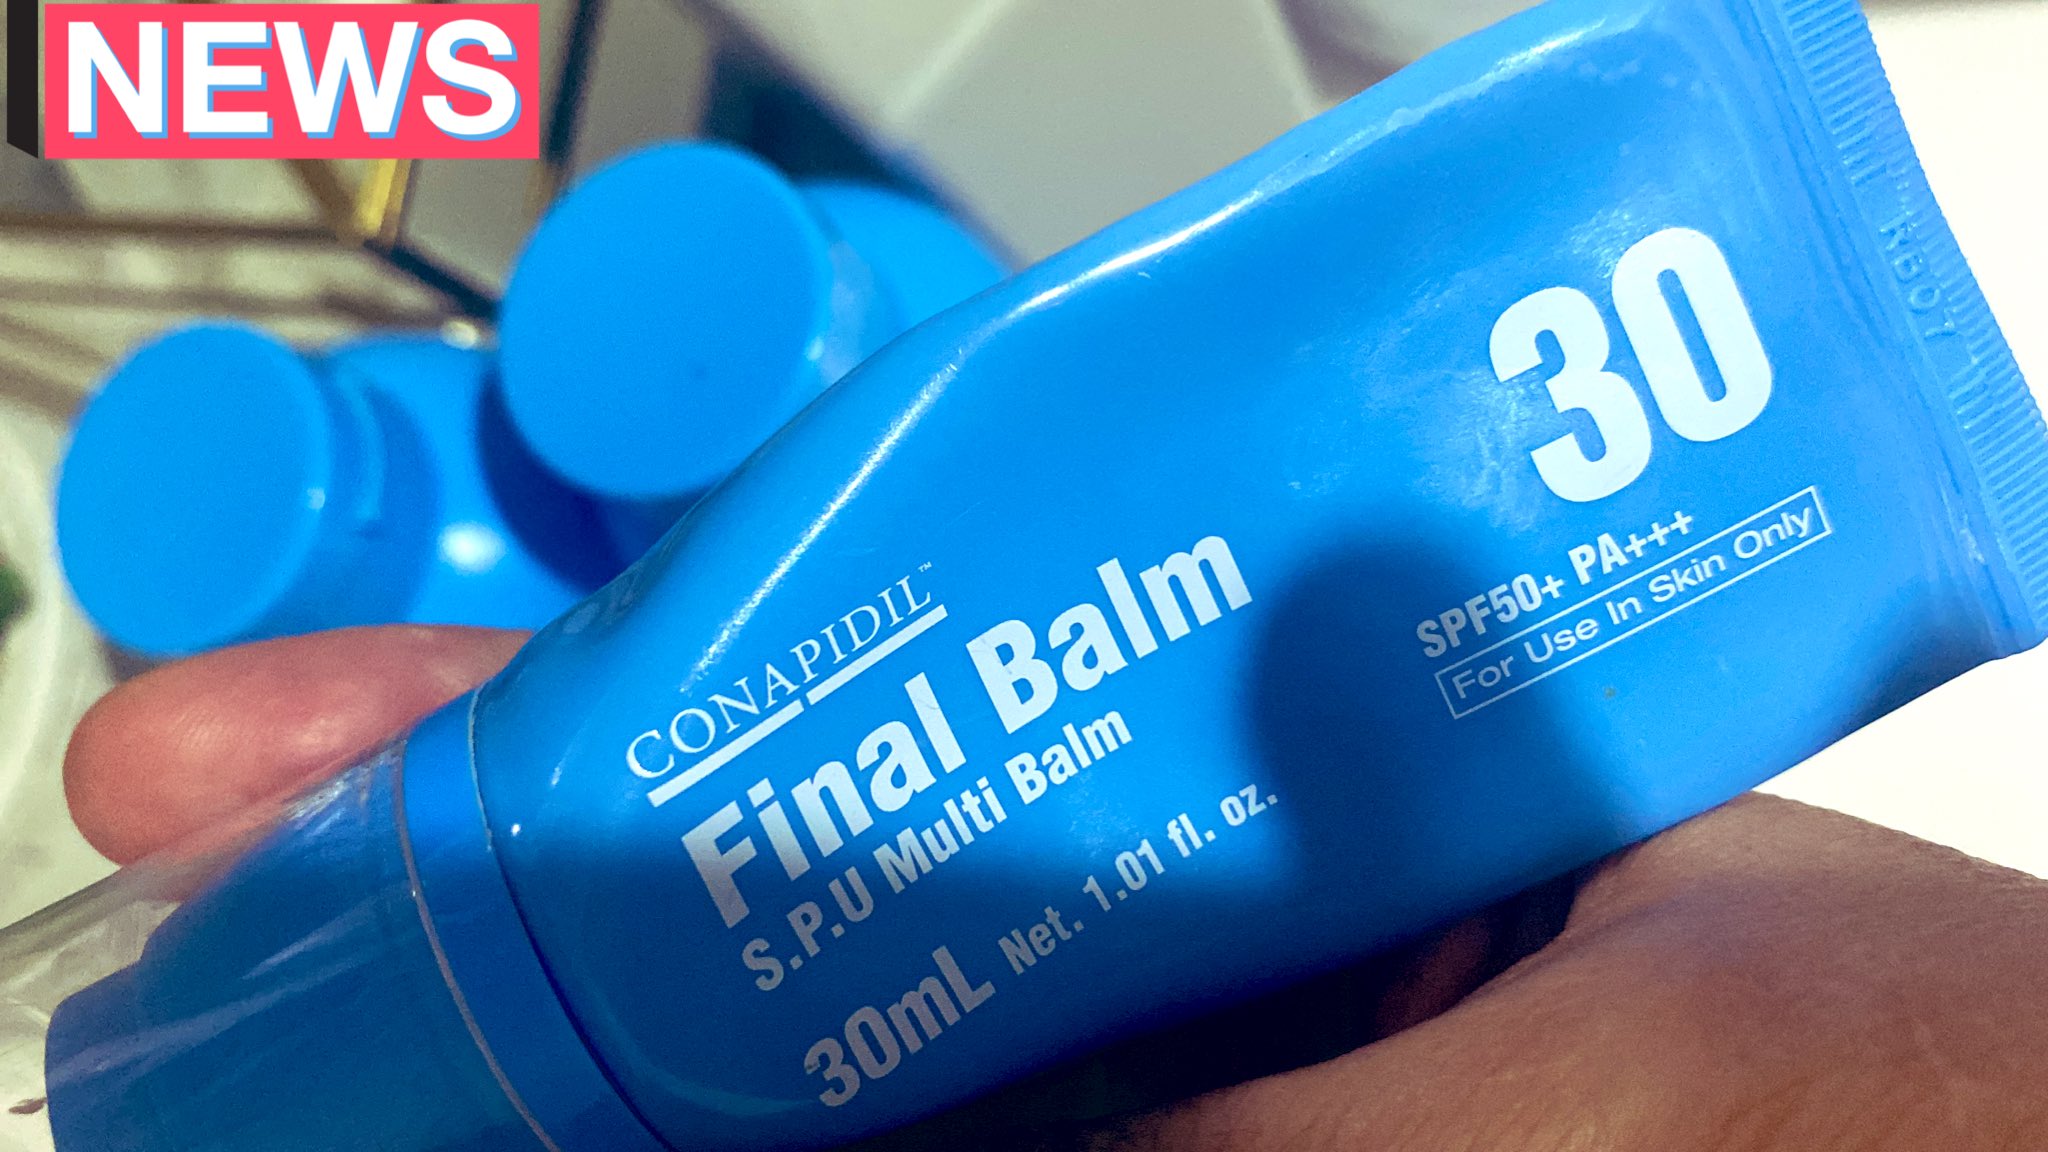 NEWS
CONAPIDIL™
Final Balm
S.P.U Multi Balm
30mL Net. 1.01 fl. oz.
30
SPF50+ PA+++
For Use In Skin Only